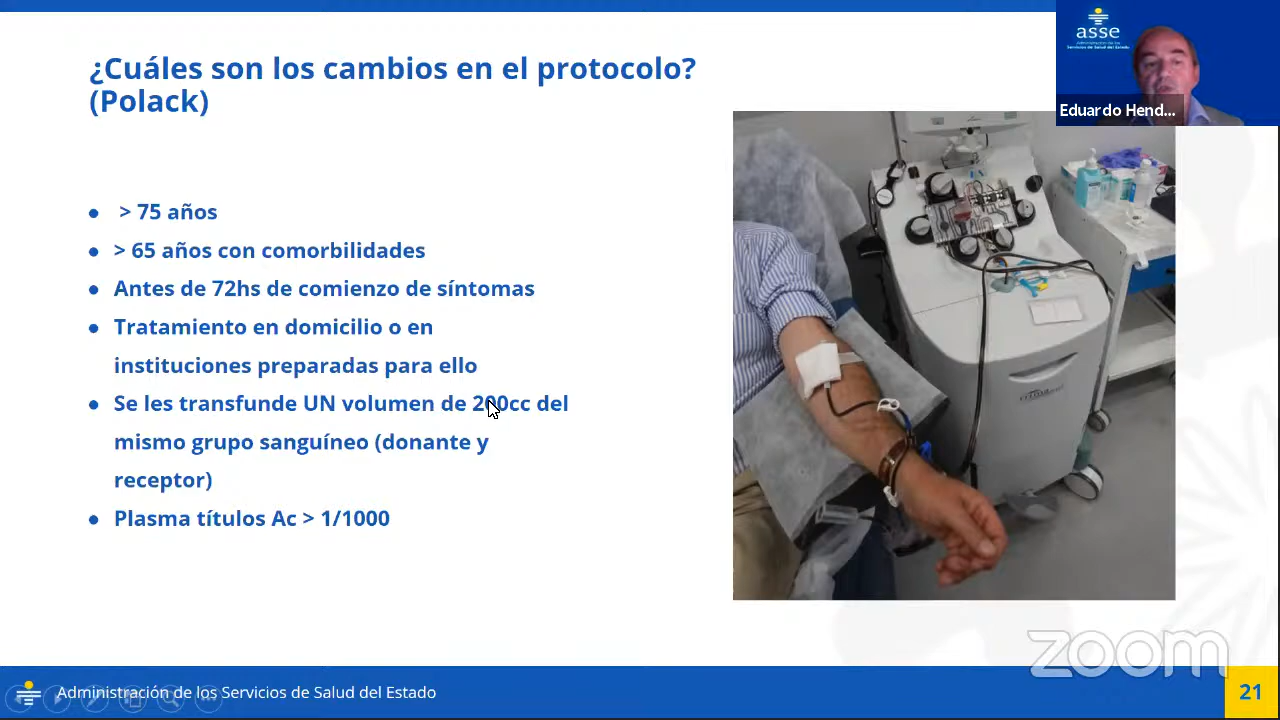 ¿Cuáles son los cambios en el protocolo?
(Polack)
> 75 años
> 65 años con comorbilidades
Antes de 72hs de comienzo de síntomas
Tratamiento en domicilio o en
instituciones preparadas para ello
Se les transfunde UN volumen de 200cc del
mismo grupo sanguíneo (donante y
receptor)
Plasma títulos Ac > 1/1000
asse
Eduardo Hend...
zoom
Administración de los Servicios de Salud del Estado
21